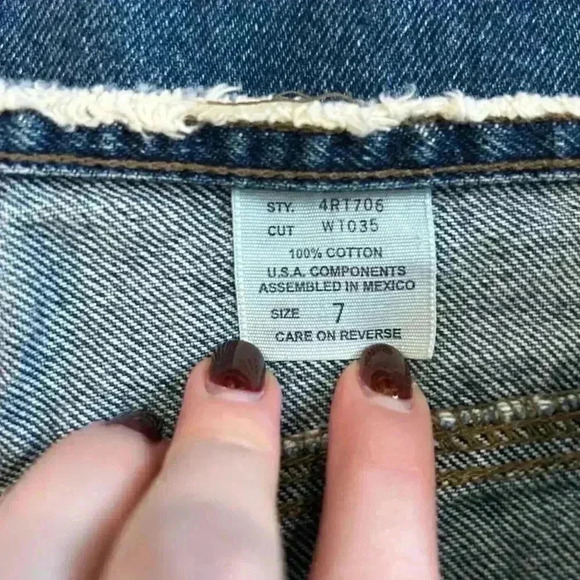 STY. 4R1706
CUT W1035
100% COTTON
U.S.A. COMPONENTS
ASSEMBLED IN MEXICO
SIZE 7
CARE ON REVERSE